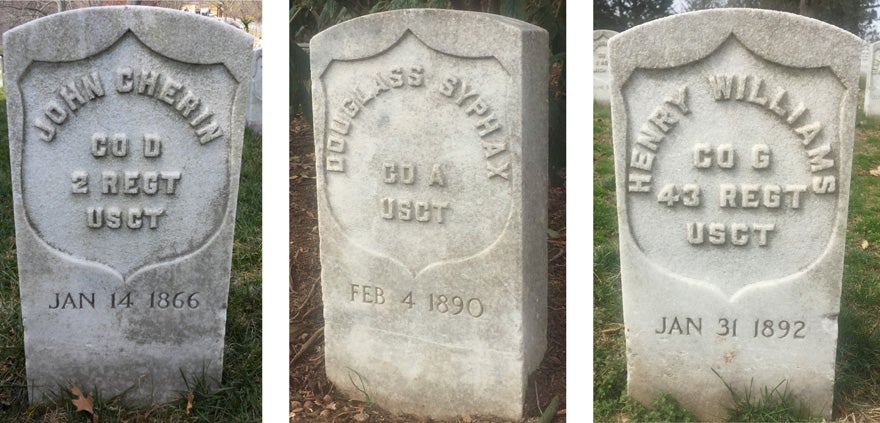 JOHN CHERIN
CO D
2 REGT
USCT
JAN 14 1866
DOUGLASS SYPHAX
CO A
USCT
FEB 4 1890
HENRY WILLIAMS
CO G
43 REGT
USCT
JAN 31 1892